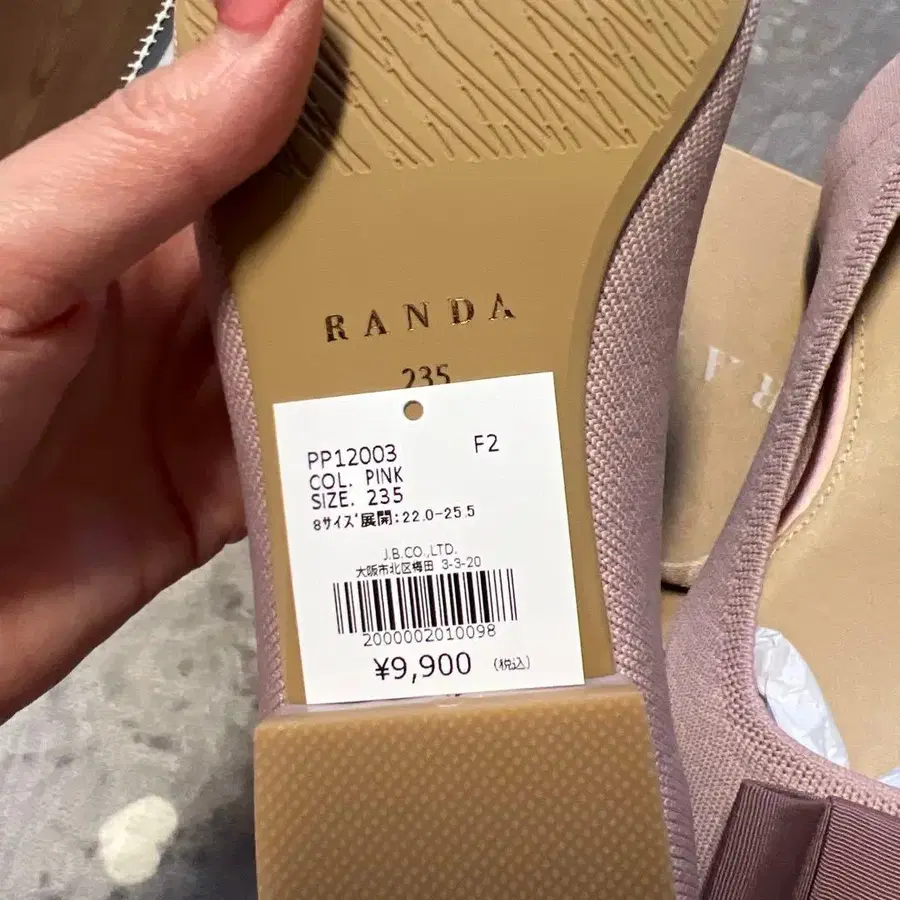 RANDA
235
PP12003 F2
COL. PINK
SIZE. 235
8サイズ展開:22.0-25.5
J.B.CO.,LTD.
大阪市北区梅田 3-3-20
2000002010098
¥9,900 (税込)